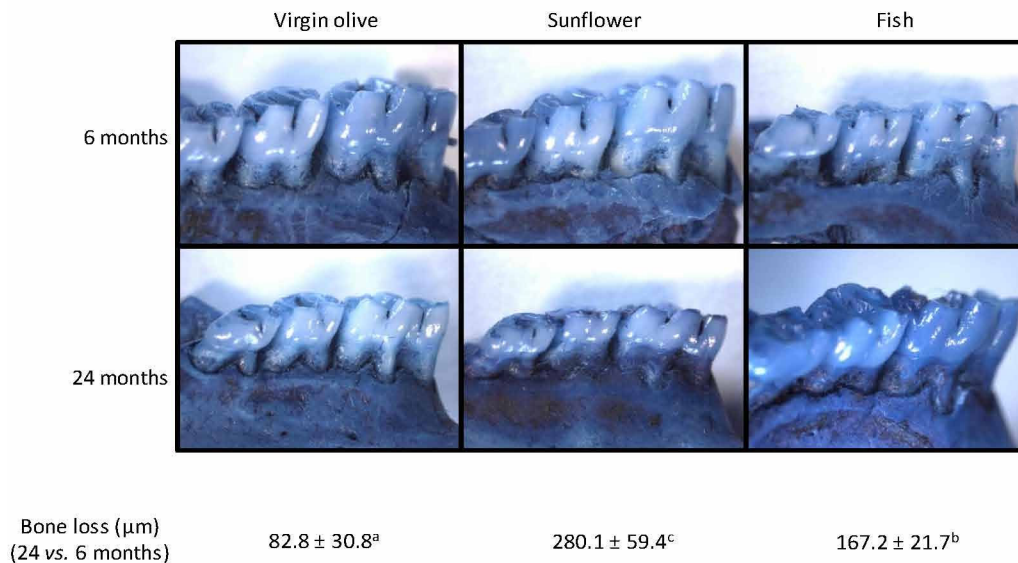 Virgin olive Sunflower Fish
6 months
24 months
Bone loss (µm)
(24 vs. 6 months) 82.8 ± 30.8ᵃ 280.1 ± 59.4ᶜ 167.2 ± 21.7ᵇ